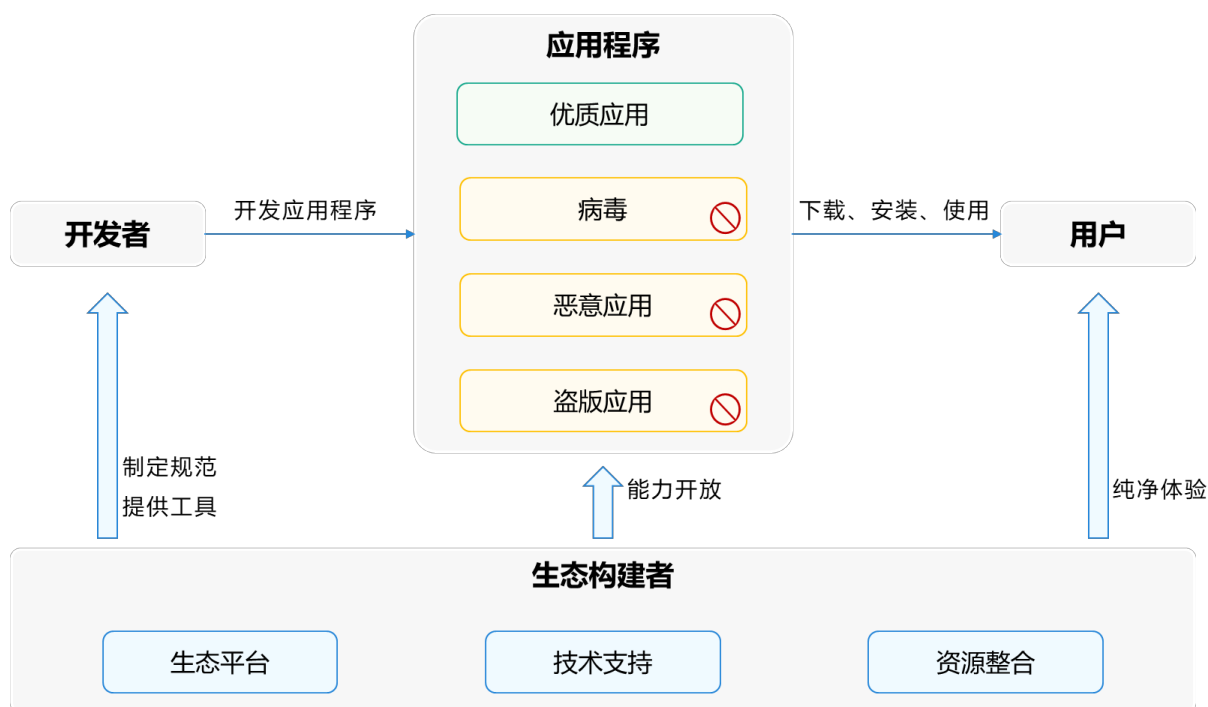 应用程序
优质应用
病毒
恶意应用
盗版应用
开发者
开发应用程序
下载、安装、使用
用户
制定规范
提供工具
能力开放
纯净体验
生态构建者
生态平台
技术支持
资源整合